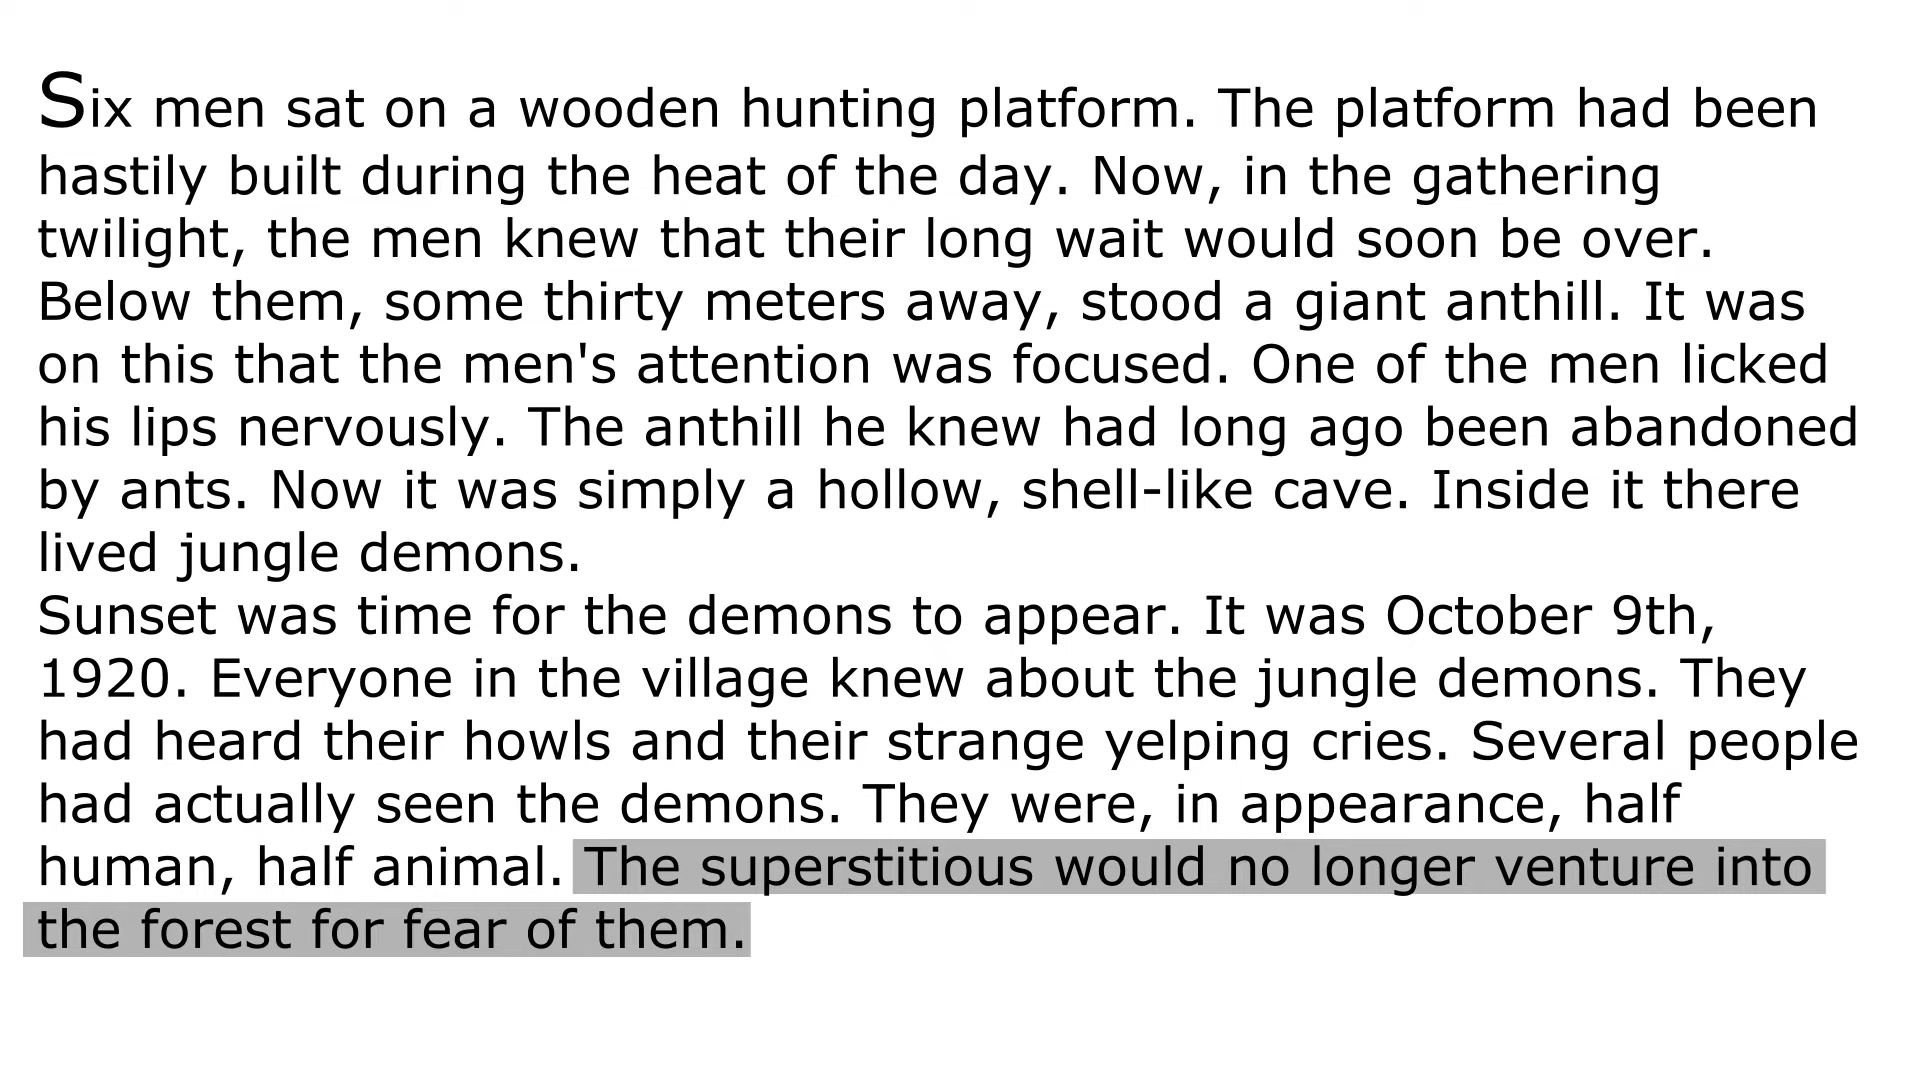 Six men sat on a wooden hunting platform. The platform had been
hastily built during the heat of the day. Now, in the gathering
twilight, the men knew that their long wait would soon be over.
Below them, some thirty meters away, stood a giant anthill. It was
on this that the men's attention was focused. One of the men licked
his lips nervously. The anthill he knew had long ago been abandoned
by ants. Now it was simply a hollow, shell-like cave. Inside it there
lived jungle demons.
Sunset was time for the demons to appear. It was October 9th,
1920. Everyone in the village knew about the jungle demons. They
had heard their howls and their strange yelping cries. Several people
had actually seen the demons. They were, in appearance, half
human, half animal. The superstitious would no longer venture into
the forest for fear of them.